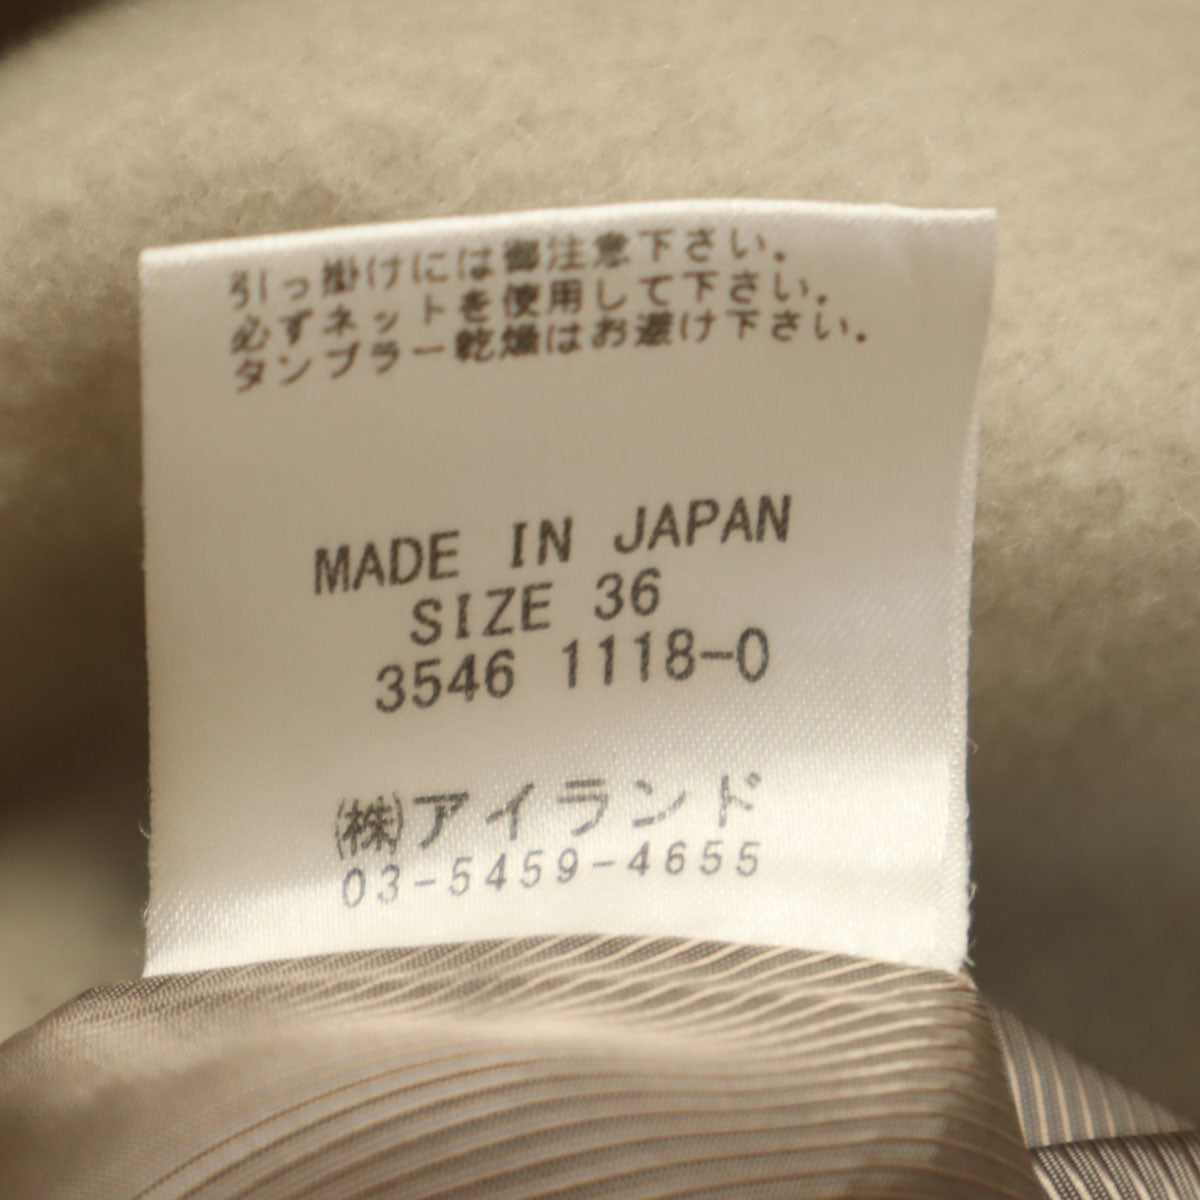 引っ掛けには御注意下さい。
必ずネットを使用して下さい。
タンブラー乾燥はお避け下さい。
MADE IN JAPAN
SIZE 36
3546 1118-0
㈱アイランド
03-5459-4655